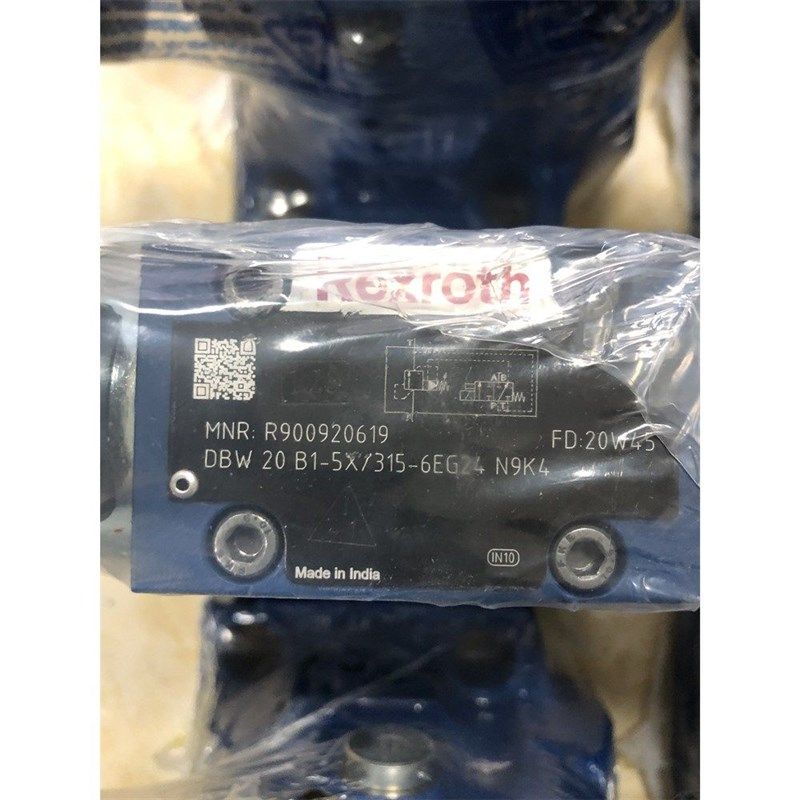 Rexroth
MNR: R900920619
FD:20W45
DBW 20 B1-5X/315-6EG24 N9K4
IN10
Made in India